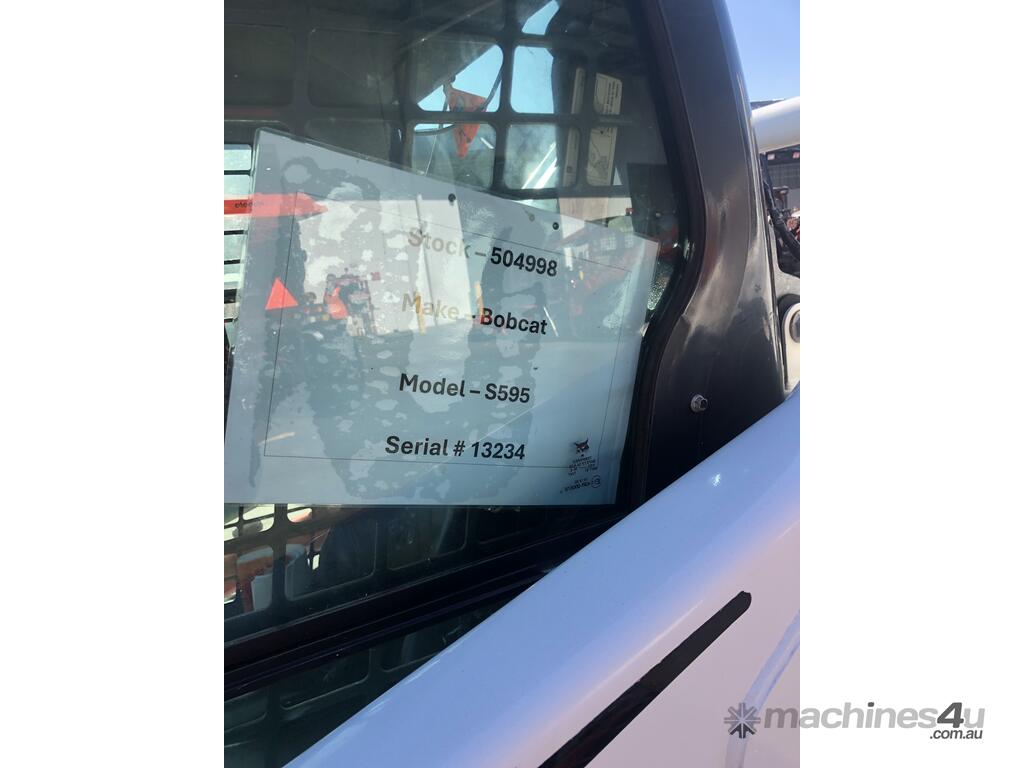 Stock – 504998
Make – Bobcat
Model – S595
Serial # 13234
machines4u
.com.au